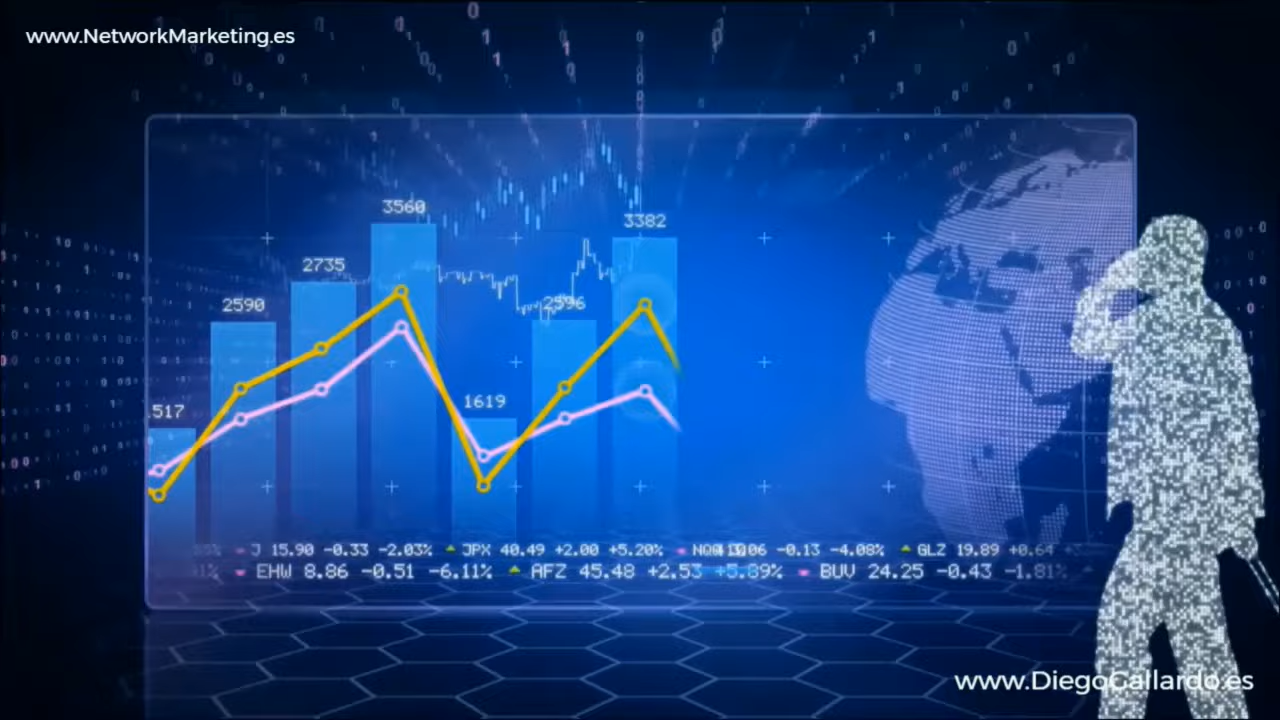 www.NetworkMarketing.es
3560
3382
2735
2590
2596
1619
517
J 15.90 -0.33 -2.03% JPX 40.49 +2.00 +5.20% -0.13 -4.08% GLZ 19.89 +0.64
EHW 8.86 -0.51 -6.11% AFZ 45.48 +2.53 +5.89% BUV 24.25 -0.43 -1.81%
www.DiegoGallardo.es